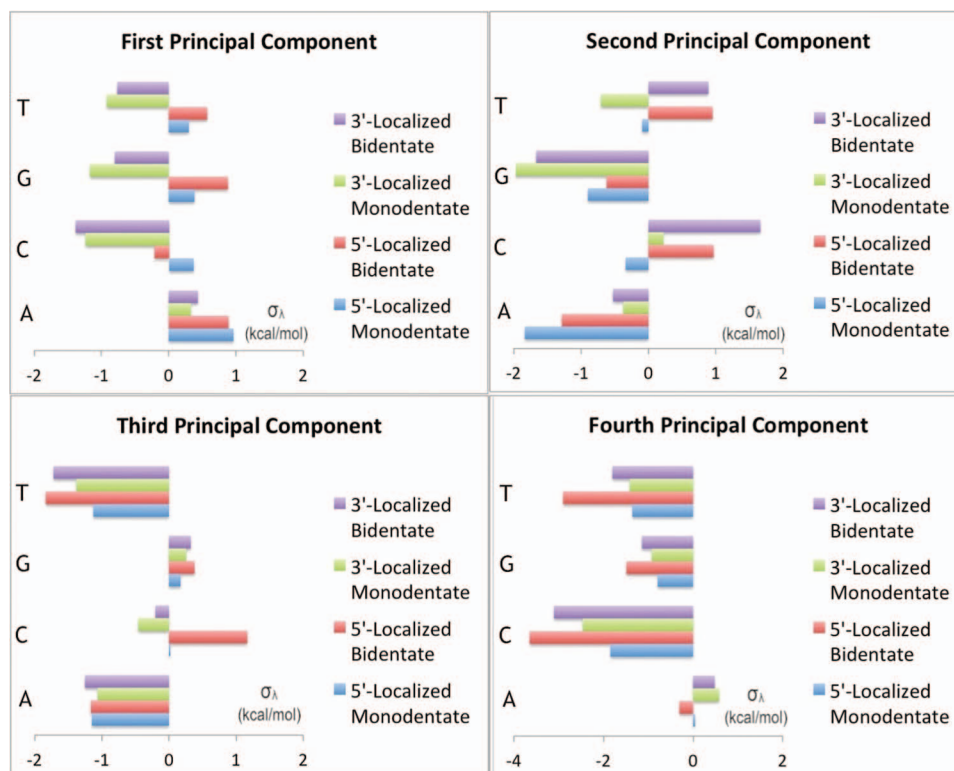 First Principal Component
T
G
C
A
3'-Localized
Bidentate
3'-Localized
Monodentate
5'-Localized
Bidentate
5'-Localized
Monodentate
σλ
(kcal/mol)
-2 -1 0 1 2
Second Principal Component
T
G
C
A
3'-Localized
Bidentate
3'-Localized
Monodentate
5'-Localized
Bidentate
5'-Localized
Monodentate
σλ
(kcal/mol)
-2 -1 0 1 2
Third Principal Component
T
G
C
A
3'-Localized
Bidentate
3'-Localized
Monodentate
5'-Localized
Bidentate
5'-Localized
Monodentate
σλ
(kcal/mol)
-2 -1 0 1 2
Fourth Principal Component
T
G
C
A
3'-Localized
Bidentate
3'-Localized
Monodentate
5'-Localized
Bidentate
5'-Localized
Monodentate
σλ
(kcal/mol)
-4 -2 0 2